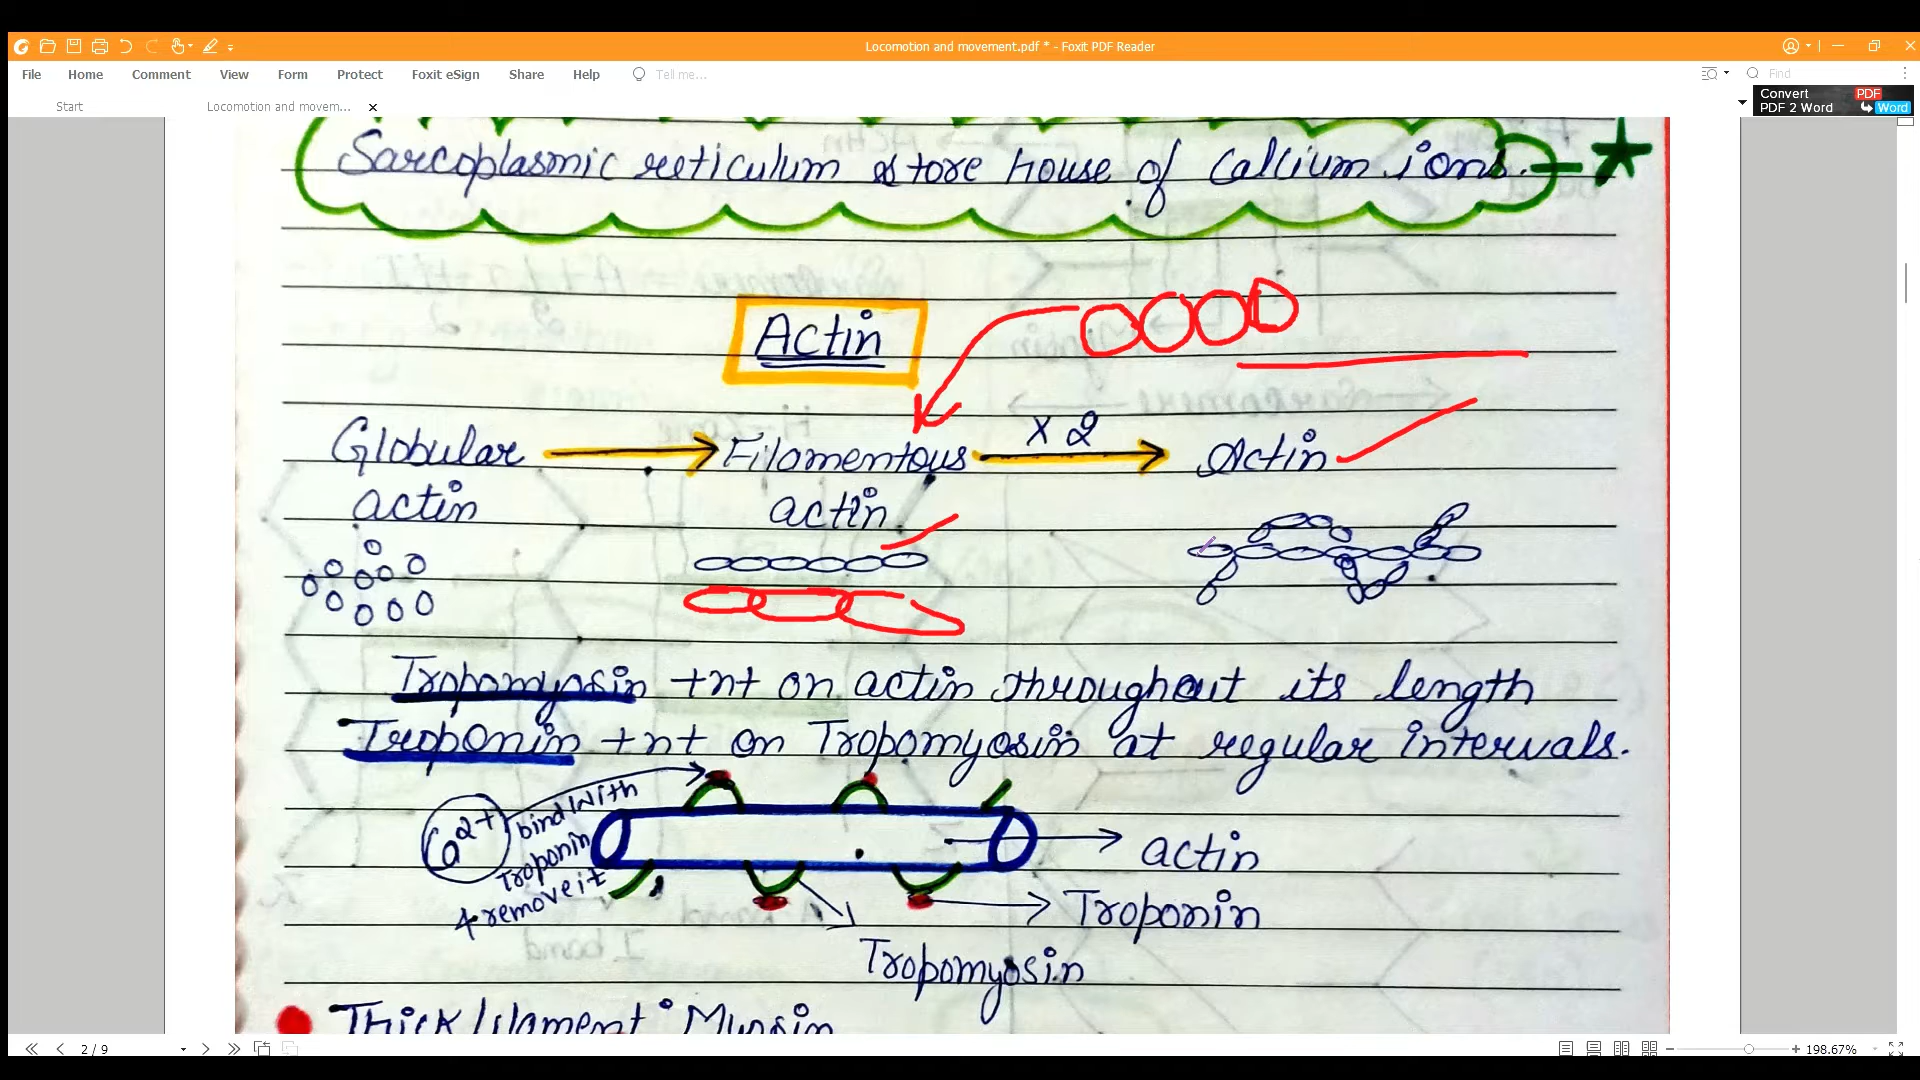 Locomotion and movement.pdf * - Foxit PDF Reader
File Home Comment View Form Protect Foxit eSign Share Help Tell me... Find
Start Locomotion and movem... Convert PDF 2 Word PDF Word
Sarcoplasmic reticulum store house of Calcium ions.
Actin
Globular actin
Filamentous actin
X 2
Actin
Tropomyosin +nt on actin throughout its length
Troponin +nt on Tropomyosin at regular intervals.
Ca2+ bind with Troponin & remove it
actin
Troponin
Tropomyosin
Thick filament : Myosin
2 / 9 198.67%